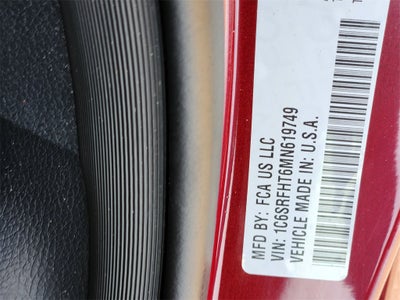 MFD BY: FCA US LLC
VIN: 1C6SRFHT6MN619749
VEHICLE MADE IN: U.S.A.